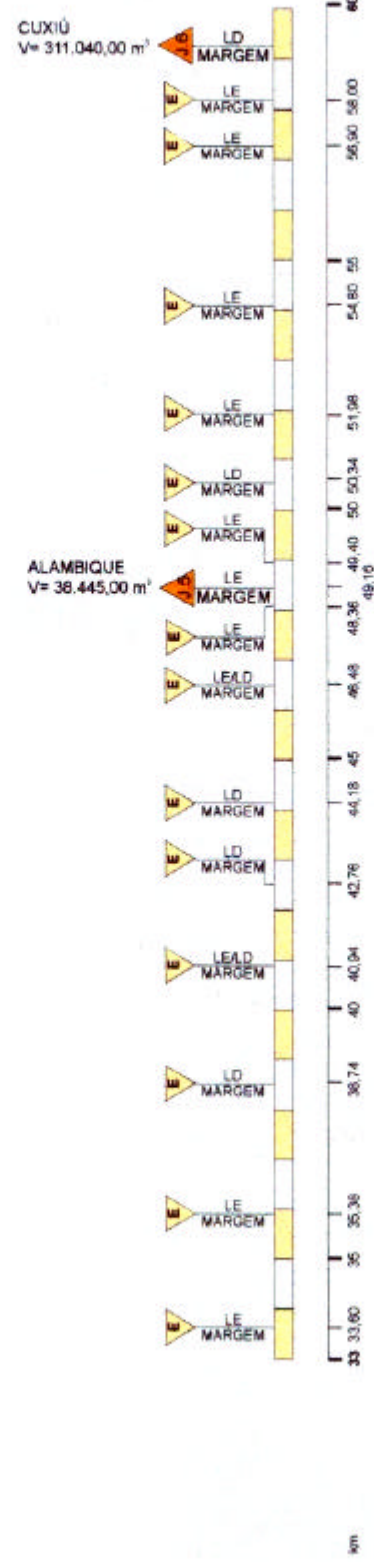 CUXIÚ
V= 311.040,00 m³
J.6
LD
MARGEM
60
E
LE
MARGEM
58,00
E
LE
MARGEM
56,90
55
E
LE
MARGEM
54,80
E
LE
MARGEM
51,98
E
LD
MARGEM
50,34
50
E
LE
MARGEM
49,40
ALAMBIQUE
V= 38.445,00 m³
J.5
LE
MARGEM
49,16
48,36
E
LE
MARGEM
E
LE/LD
MARGEM
46,48
45
E
LD
MARGEM
44,18
E
LD
MARGEM
42,76
E
LE/LD
MARGEM
40,94
40
E
LD
MARGEM
38,74
E
LE
MARGEM
35,38
35
E
LE
MARGEM
33,60
33
km